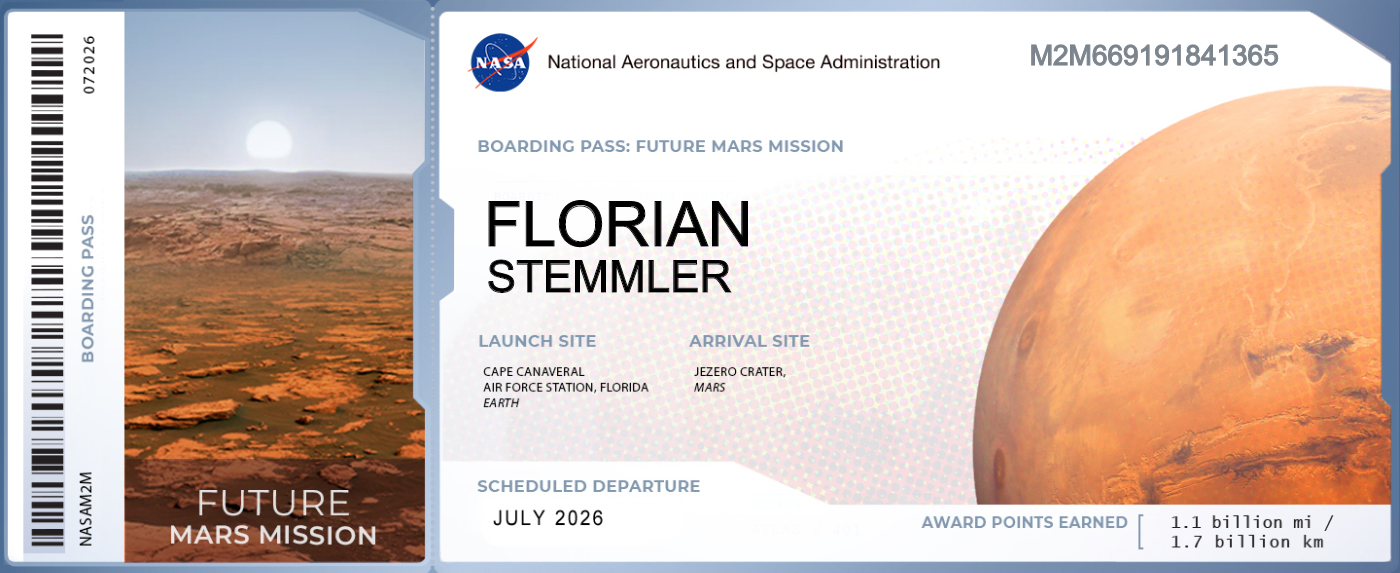 072026
BOARDING PASS
NASAM2M
FUTURE
MARS MISSION
NASA
National Aeronautics and Space Administration
M2M669191841365
BOARDING PASS: FUTURE MARS MISSION
FLORIAN
STEMMLER
LAUNCH SITE
CAPE CANAVERAL
AIR FORCE STATION, FLORIDA
EARTH
ARRIVAL SITE
JEZERO CRATER,
MARS
SCHEDULED DEPARTURE
JULY 2026
AWARD POINTS EARNED
1.1 billion mi /
1.7 billion km